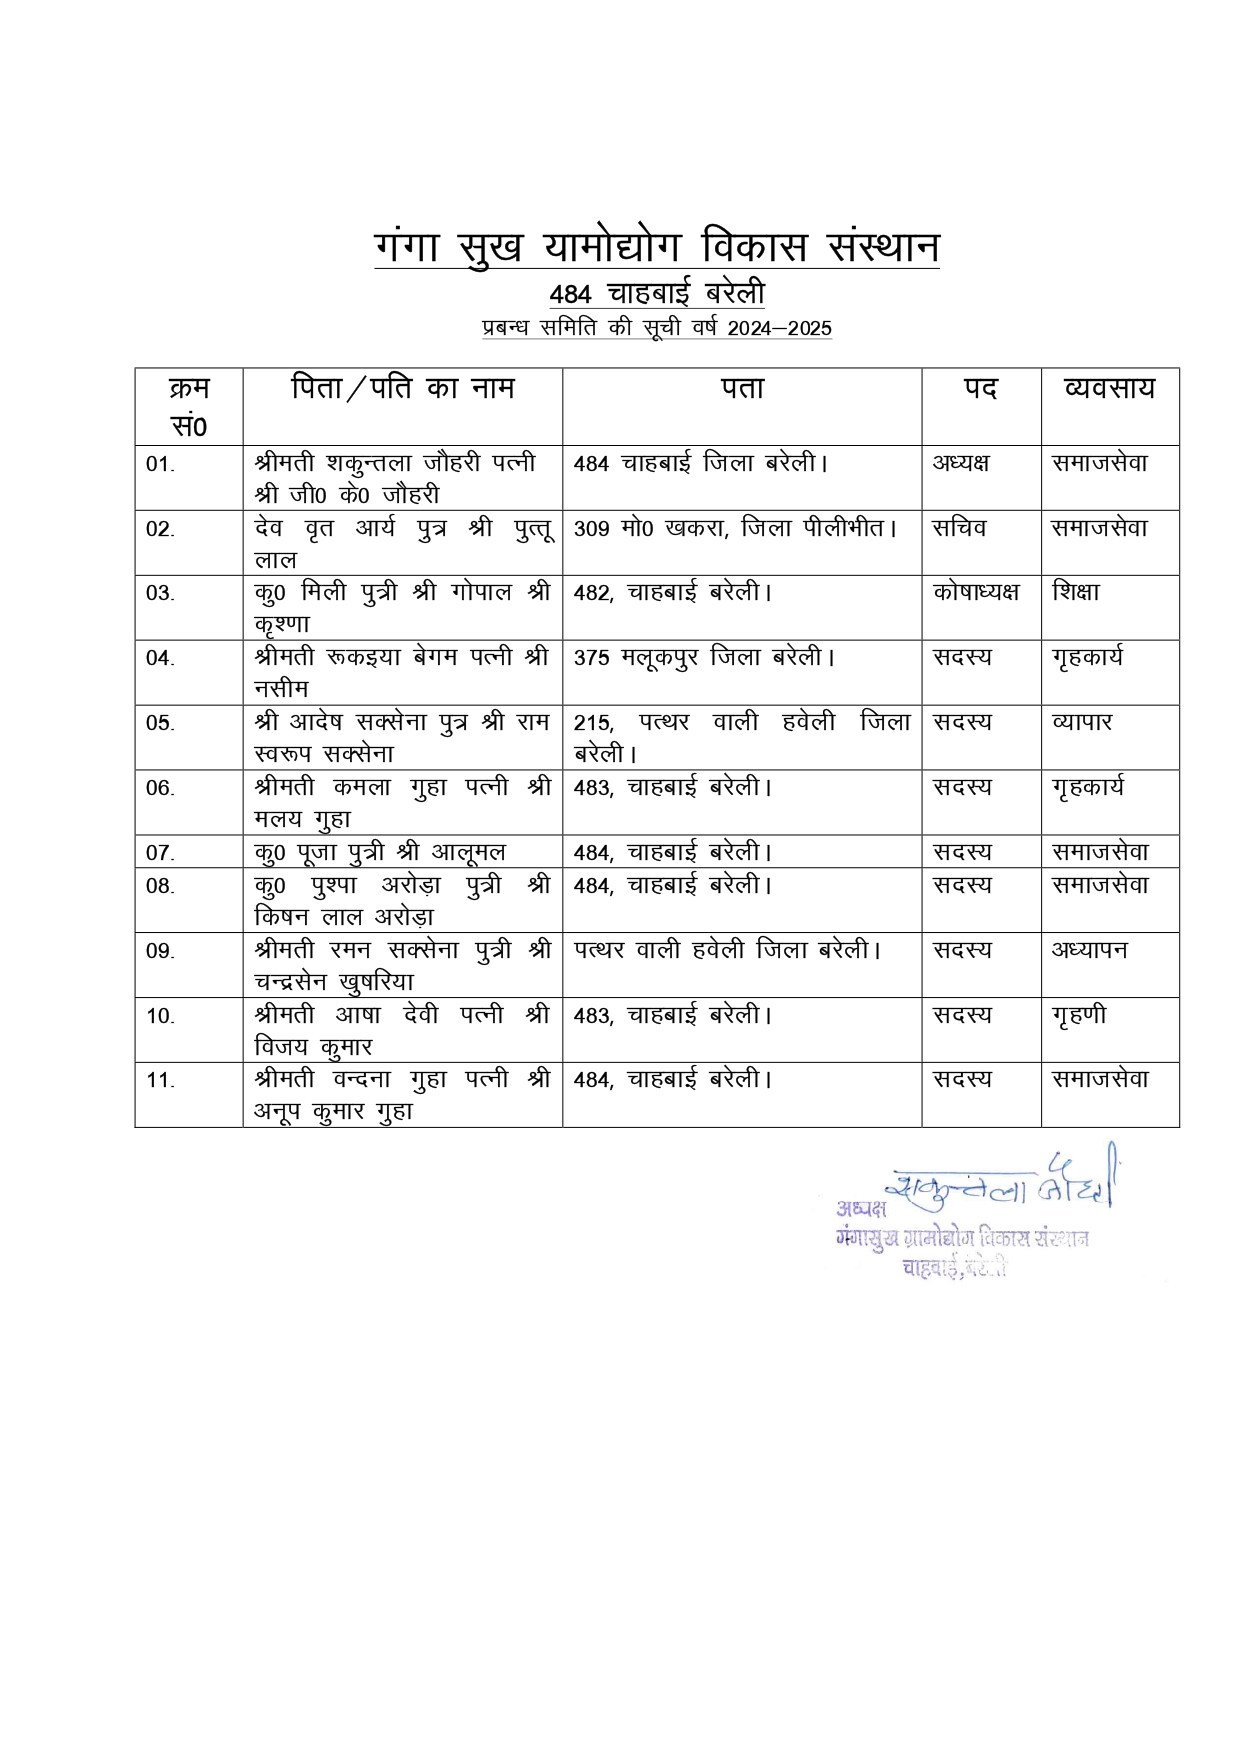 गंगा सुख यामोद्योग विकास संस्थान
484 चाहबाई बरेली
प्रबन्ध समिति की सूची वर्ष 2024–2025
क्रम पिता/पति का नाम पता पद व्यवसाय
सं0
01. श्रीमती शकुन्तला जौहरी पत्नी 484 चाहबाई जिला बरेली। अध्यक्ष समाजसेवा
श्री जी0 के0 जौहरी
02. देव वृत आर्य पुत्र श्री पुत्तू 309 मो0 खकरा, जिला पीलीभीत। सचिव समाजसेवा
लाल
03. कु0 मिली पुत्री श्री गोपाल श्री 482, चाहबाई बरेली। कोषाध्यक्ष शिक्षा
कृश्णा
04. श्रीमती रूकइया बेगम पत्नी श्री 375 मलूकपुर जिला बरेली। सदस्य गृहकार्य
नसीम
05. श्री आदेष सक्सेना पुत्र श्री राम 215, पत्थर वाली हवेली जिला सदस्य व्यापार
स्वरूप सक्सेना बरेली।
06. श्रीमती कमला गुहा पत्नी श्री 483, चाहबाई बरेली। सदस्य गृहकार्य
मलय गुहा
07. कु0 पूजा पुत्री श्री आलूमल 484, चाहबाई बरेली। सदस्य समाजसेवा
08. कु0 पुश्पा अरोड़ा पुत्री श्री 484, चाहबाई बरेली। सदस्य समाजसेवा
किषन लाल अरोड़ा
09. श्रीमती रमन सक्सेना पुत्री श्री पत्थर वाली हवेली जिला बरेली। सदस्य अध्यापन
चन्द्रसेन खुषरिया
10. श्रीमती आषा देवी पत्नी श्री 483, चाहबाई बरेली। सदस्य गृहणी
विजय कुमार
11. श्रीमती वन्दना गुहा पत्नी श्री 484, चाहबाई बरेली। सदस्य समाजसेवा
अनूप कुमार गुहा
शकुन्तला जौहरी
अध्यक्ष
गंगासुख ग्रामोद्योग विकास संस्थान
चाहबाई, बरेली